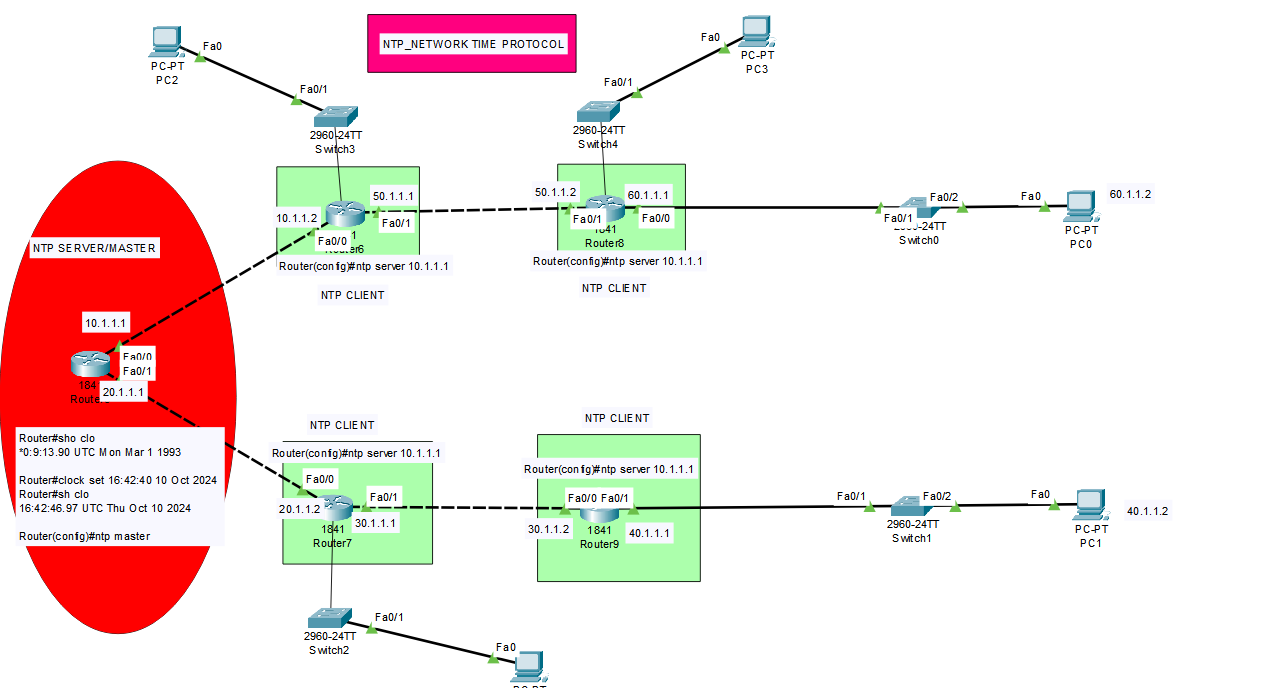 NTP_NETWORK TIME PROTOCOL
Fa0
PC-PT
PC2
Fa0/1
2960-24TT
Switch3
Fa0
PC-PT
PC3
Fa0/1
2960-24TT
Switch4
50.1.1.1
10.1.1.2
Fa0/1
Fa0/0
Router(config)#ntp server 10.1.1.1
NTP CLIENT
50.1.1.2
60.1.1.1
Fa0/1
Fa0/0
1841
Router8
Router(config)#ntp server 10.1.1.1
NTP CLIENT
Fa0/1
Fa0/2
2960-24TT
Switch0
Fa0
PC-PT
PC0
60.1.1.2
NTP SERVER/MASTER
10.1.1.1
Fa0/0
Fa0/1
20.1.1.1
Router#sho clo
*0:9:13.90 UTC Mon Mar 1 1993
Router#clock set 16:42:40 10 Oct 2024
Router#sh clo
16:42:46.97 UTC Thu Oct 10 2024
Router(config)#ntp master
NTP CLIENT
Router(config)#ntp server 10.1.1.1
Fa0/0
Fa0/1
20.1.1.2
30.1.1.1
1841
Router7
NTP CLIENT
Router(config)#ntp server 10.1.1.1
Fa0/0 Fa0/1
30.1.1.2
1841
Router9
40.1.1.1
Fa0/1
Fa0/2
2960-24TT
Switch1
Fa0
PC-PT
PC1
40.1.1.2
2960-24TT
Switch2
Fa0/1
Fa0